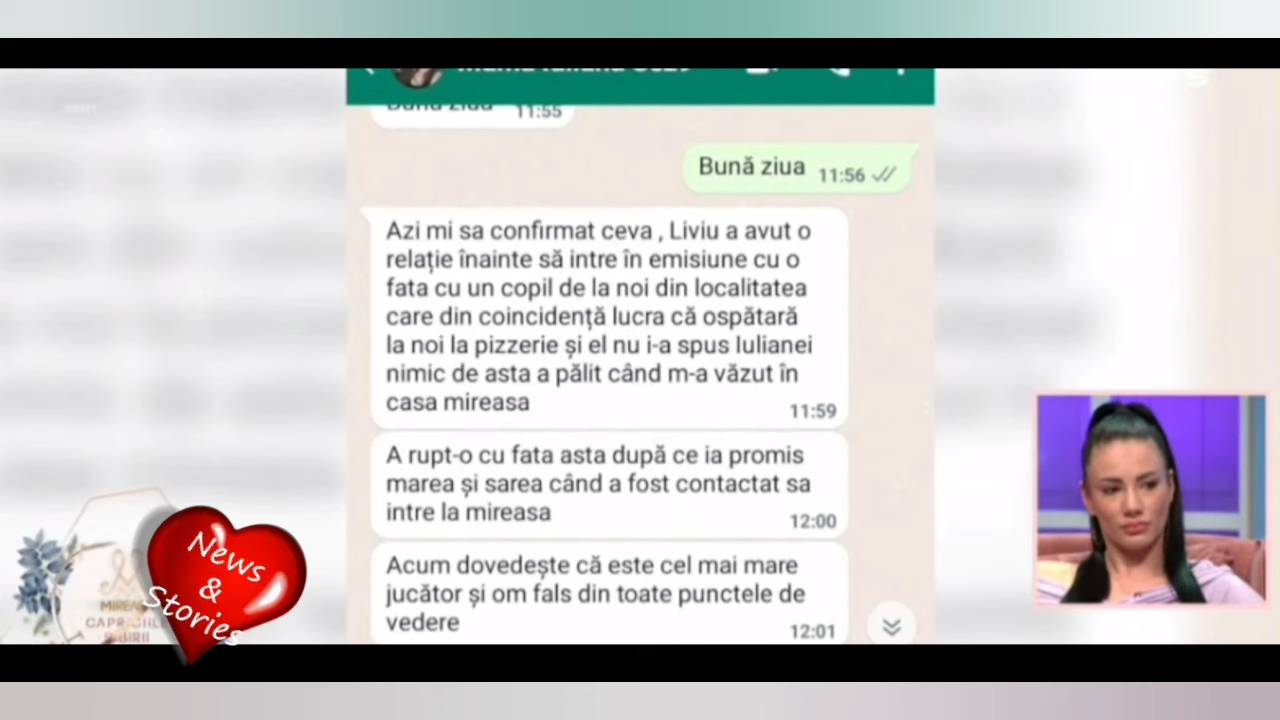 Bună ziua 11:55
Bună ziua 11:56
Azi mi sa confirmat ceva , Liviu a avut o
relație înainte să intre în emisiune cu o
fata cu un copil de la noi din localitatea
care din coincidență lucra că ospătară
la noi la pizzerie și el nu i-a spus Iulianei
nimic de asta a pălit când m-a văzut în
casa mireasa
11:59
A rupt-o cu fata asta după ce ia promis
marea și sarea când a fost contactat sa
intre la mireasa
12:00
Acum dovedește că este cel mai mare
jucător și om fals din toate punctele de
vedere
12:01
News
&
Stories